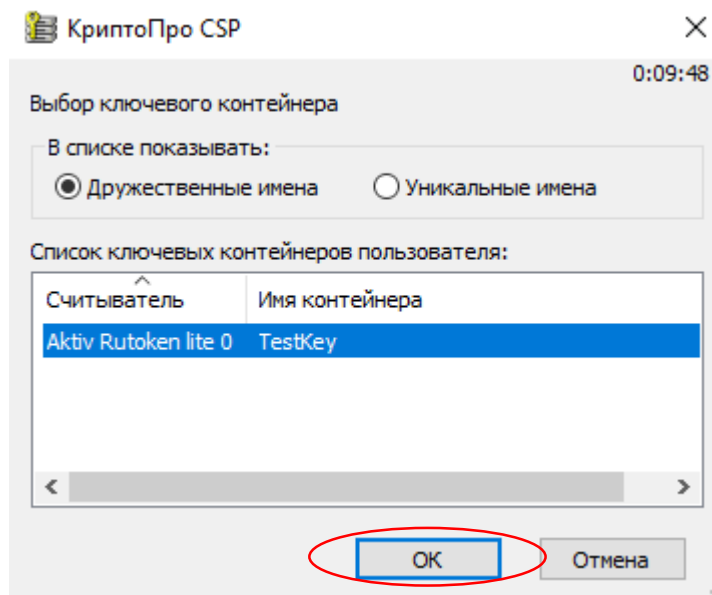 КриптоПро CSP
0:09:48
Выбор ключевого контейнера
В списке показывать:
Дружественные имена Уникальные имена
Список ключевых контейнеров пользователя:
Считыватель Имя контейнера
Aktiv Rutoken lite 0 TestKey
ОК Отмена